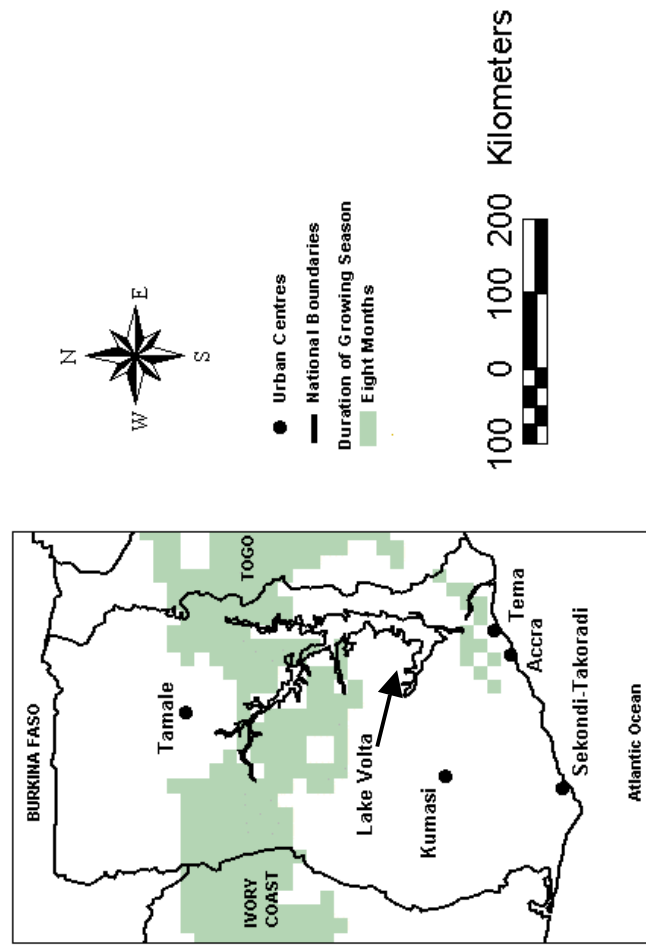 BURKINA FASO
Tamale
TOGO
IVORY
COAST
Lake Volta
Kumasi
Tema
Accra
Sekondi-Takoradi
Atlantic Ocean
N
W
E
S
Urban Centres
National Boundaries
Duration of Growing Season
Eight Months
100 0 100 200 Kilometers